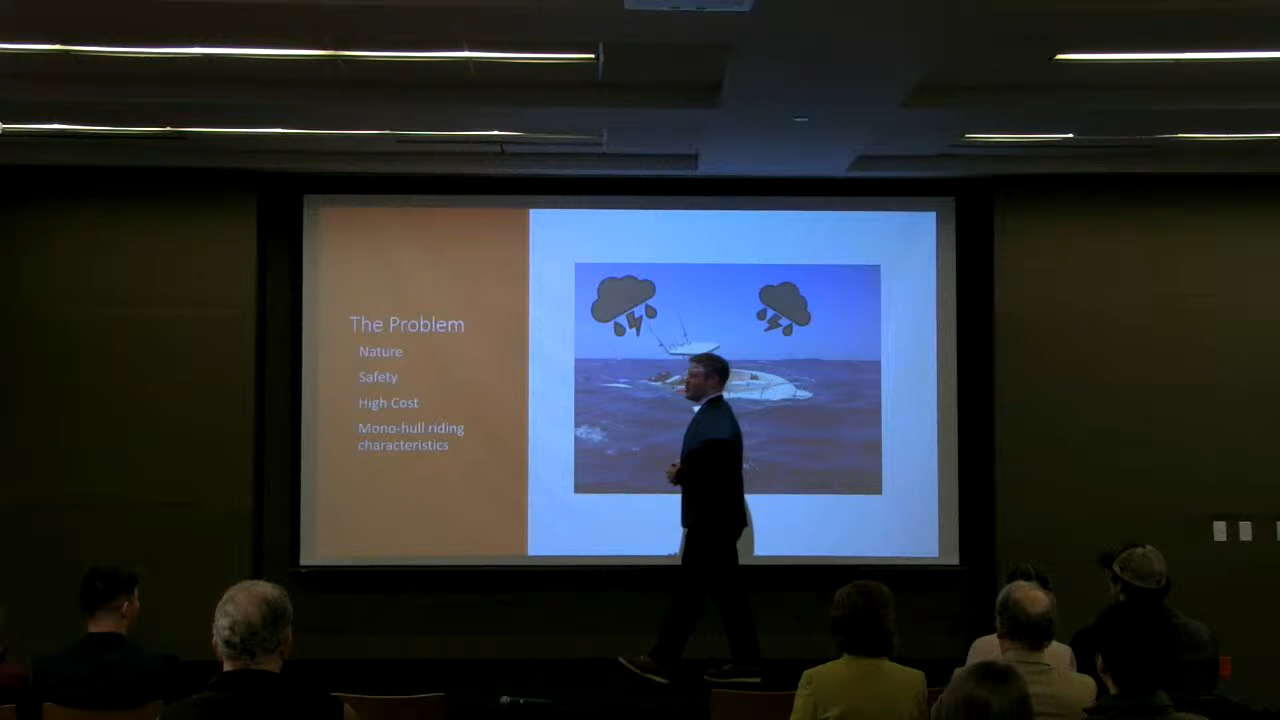 The Problem
Nature
Safety
High Cost
Mono-hull riding
characteristics